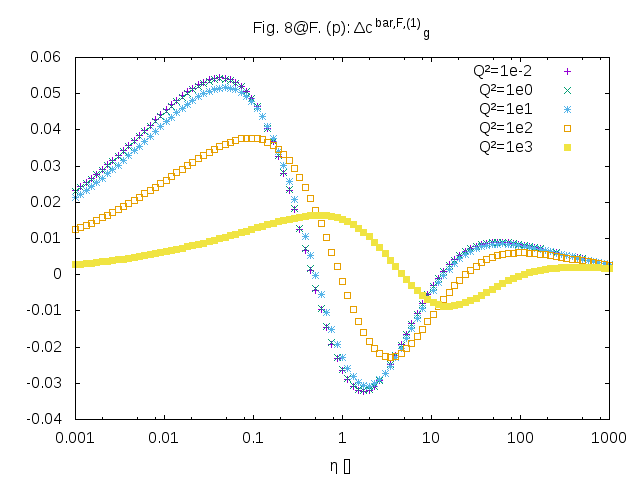 Fig. 8@F. (p): Δc^bar,F,(1)_g
0.06
0.05
0.04
0.03
0.02
0.01
0
-0.01
-0.02
-0.03
-0.04
Q²=1e-2
Q²=1e0
Q²=1e1
Q²=1e2
Q²=1e3
0.001
0.01
0.1
1
10
100
1000
η []